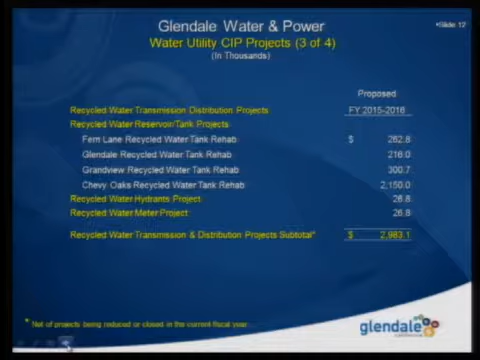 Glendale Water & Power
•Slide 12
Water Utility CIP Projects (3 of 4)
(In Thousands)
Proposed
Recycled Water Transmission Distribution Projects FY 2015-2016
Recycled Water Reservoir/Tank Projects
Fern Lane Recycled Water Tank Rehab $ 262.8
Glendale Recycled Water Tank Rehab 216.0
Grandview Recycled Water Tank Rehab 300.7
Chevy Oaks Recycled Water Tank Rehab 2,150.0
Recycled Water Hydrants Project 26.8
Recycled Water Meter Project 26.8
Recycled Water Transmission & Distribution Projects Subtotal* $ 2,983.1
* Net of projects being reduced or closed in the current fiscal year.
glendale